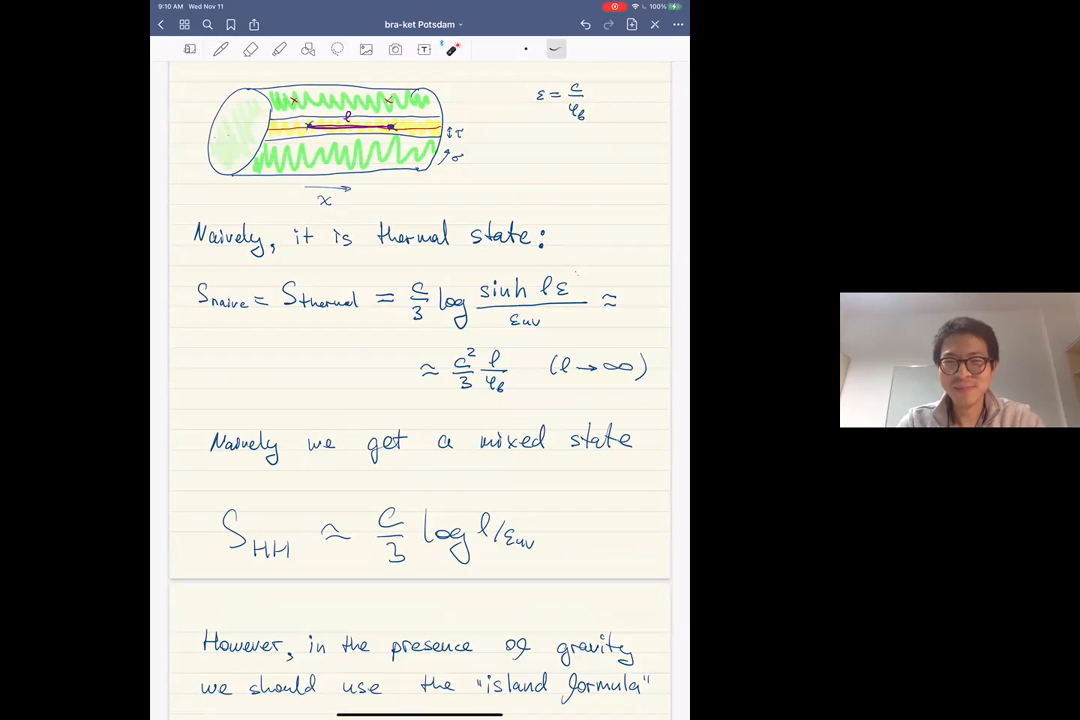 9:10 AM Wed Nov 11
100%
bra-ket Potsdam
ε = c/φ_b
l
↕τ
↗σ
x
Naively, it is thermal state:
S_naive = S_thermal = c/3 log sinh lε / ε_uv ≈
≈ c²/3 l/φ_b (l → ∞)
Naively we get a mixed state
S_HH ≈ c/3 log l/ε_uv
However, in the presence of gravity
we should use the "island formula"